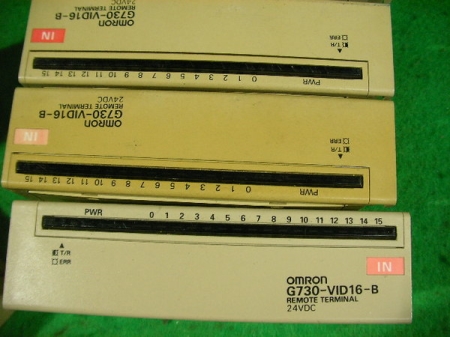 24VDC
REMOTE TERMINAL
G730-VID16-B
OMRON
IN
ERR
T/R
15 14 13 12 11 10 9 8 7 6 5 4 3 2 1 0 PWR
24VDC
REMOTE TERMINAL
G730-VID16-B
OMRON
IN
ERR
T/R
15 14 13 12 11 10 9 8 7 6 5 4 3 2 1 0 PWR
PWR 0 1 2 3 4 5 6 7 8 9 10 11 12 13 14 15
T/R
ERR
IN
OMRON
G730-VID16-B
REMOTE TERMINAL
24VDC